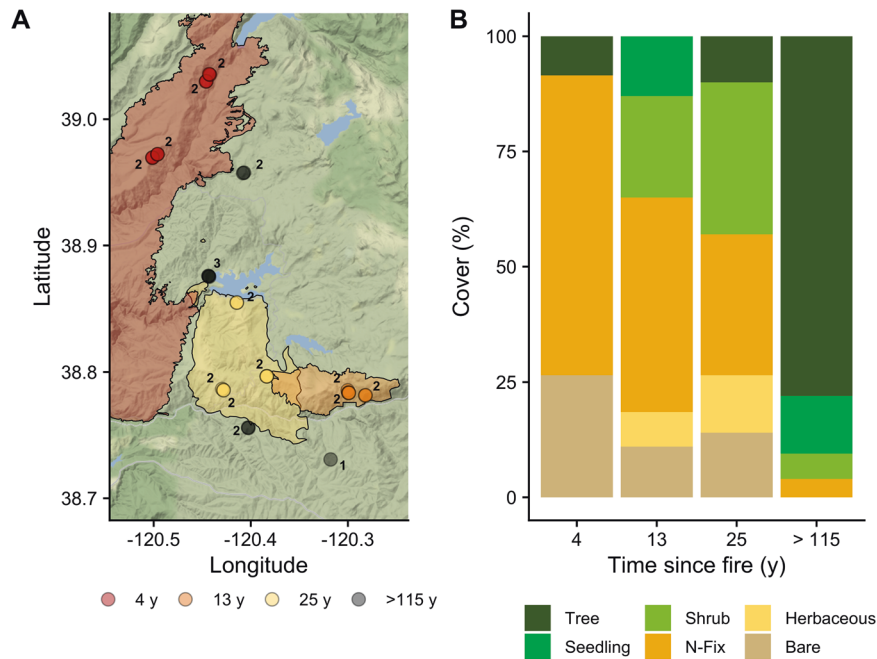 A
B
39.0
38.9
38.8
38.7
Latitude
2
2
2
2
2
3
2
2
2
2
2
2
2
2
1
-120.5 -120.4 -120.3
Longitude
4 y 13 y 25 y >115 y
100
75
50
25
0
Cover (%)
4 13 25 > 115
Time since fire (y)
Tree Shrub Herbaceous
Seedling N-Fix Bare